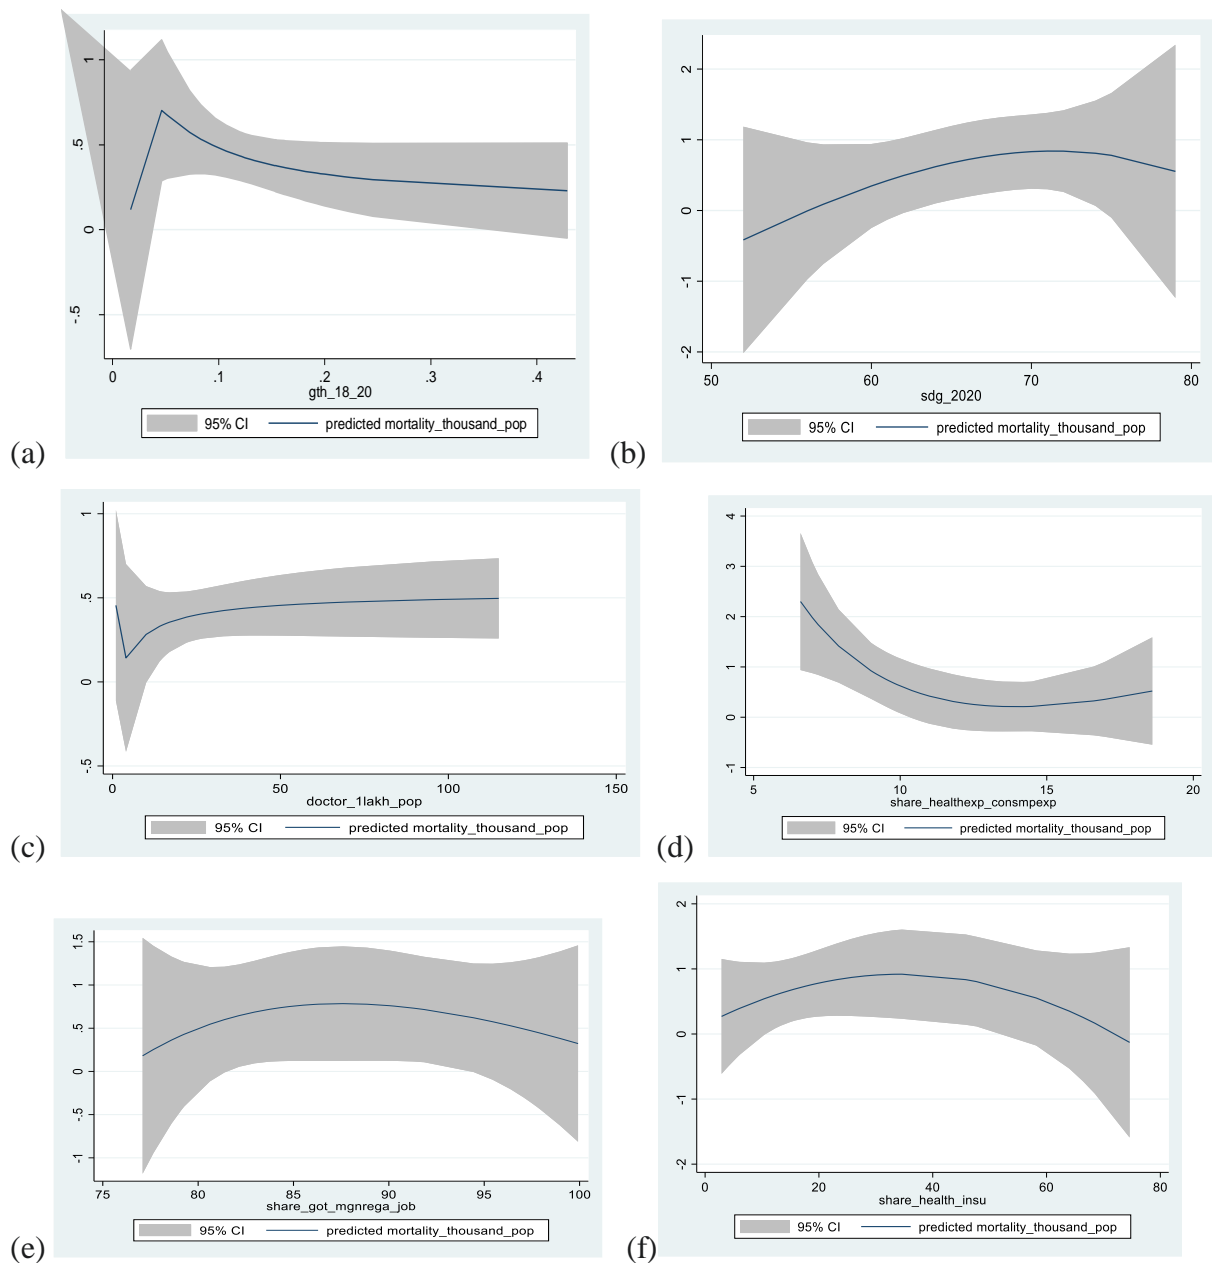 1
.5
0
-.5
0 .1 .2 .3 .4
gth_18_20
95% CI predicted mortality_thousand_pop
(a)
2
1
0
-1
-2
50 60 70 80
sdg_2020
95% CI predicted mortality_thousand_pop
(b)
1
.5
0
-.5
0 50 100 150
doctor_1lakh_pop
95% CI predicted mortality_thousand_pop
(c)
4
3
2
1
0
-1
5 10 15 20
share_healthexp_consmpexp
95% CI predicted mortality_thousand_pop
(d)
1.5
1
.5
0
-.5
-1
75 80 85 90 95 100
share_got_mgnrega_job
95% CI predicted mortality_thousand_pop
(e)
2
1
0
-1
-2
0 20 40 60 80
share_health_insu
95% CI predicted mortality_thousand_pop
(f)